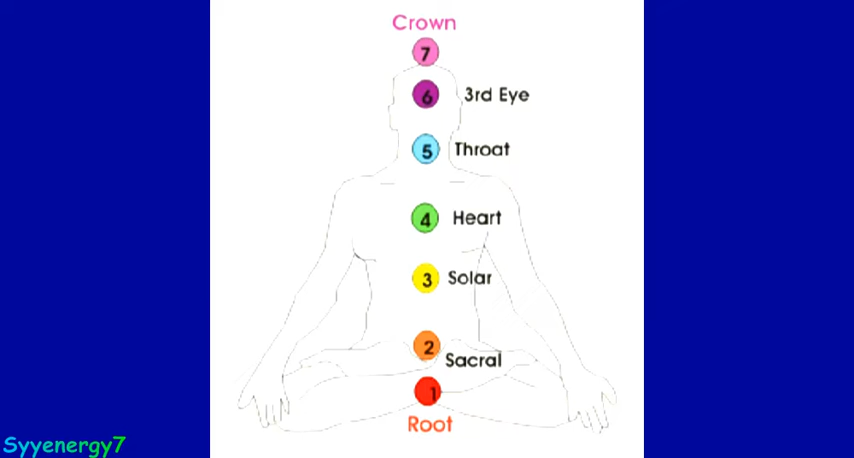 Crown
7
6 3rd Eye
5 Throat
4 Heart
3 Solar
2 Sacral
1
Root
Syyenergy7